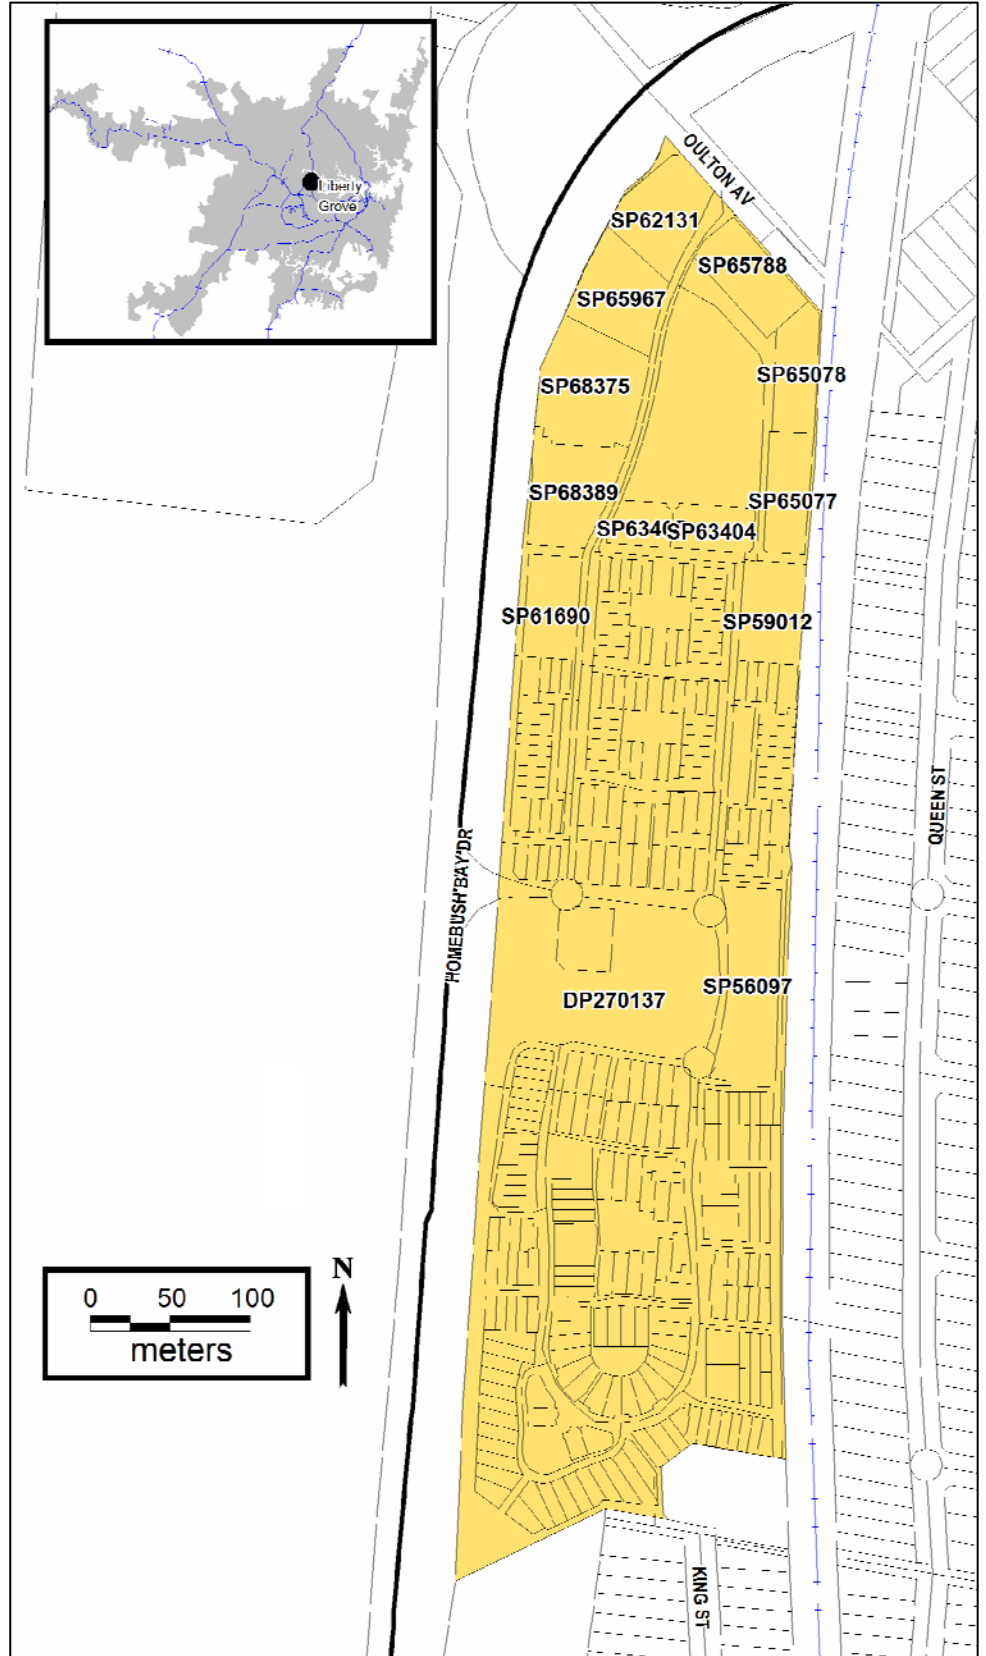 Liberty
Grove
OULTON AV
SP62131
SP65788
SP65967
SP65078
SP68375
SP68389
SP65077
SP63404
SP61690
SP59012
QUEEN ST
HOMEBUSH BAY DR
SP56097
DP270137
N
0 50 100
meters
KING ST